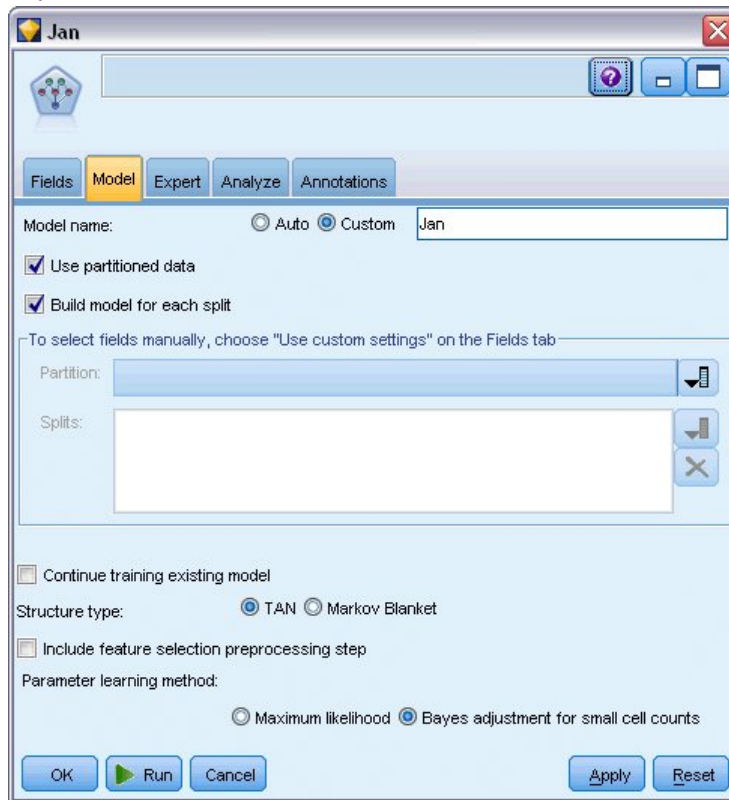 Jan
Fields Model Expert Analyze Annotations
Model name: Auto Custom Jan
Use partitioned data
Build model for each split
To select fields manually, choose "Use custom settings" on the Fields tab
Partition:
Splits:
Continue training existing model
Structure type: TAN Markov Blanket
Include feature selection preprocessing step
Parameter learning method:
Maximum likelihood Bayes adjustment for small cell counts
OK Run Cancel Apply Reset